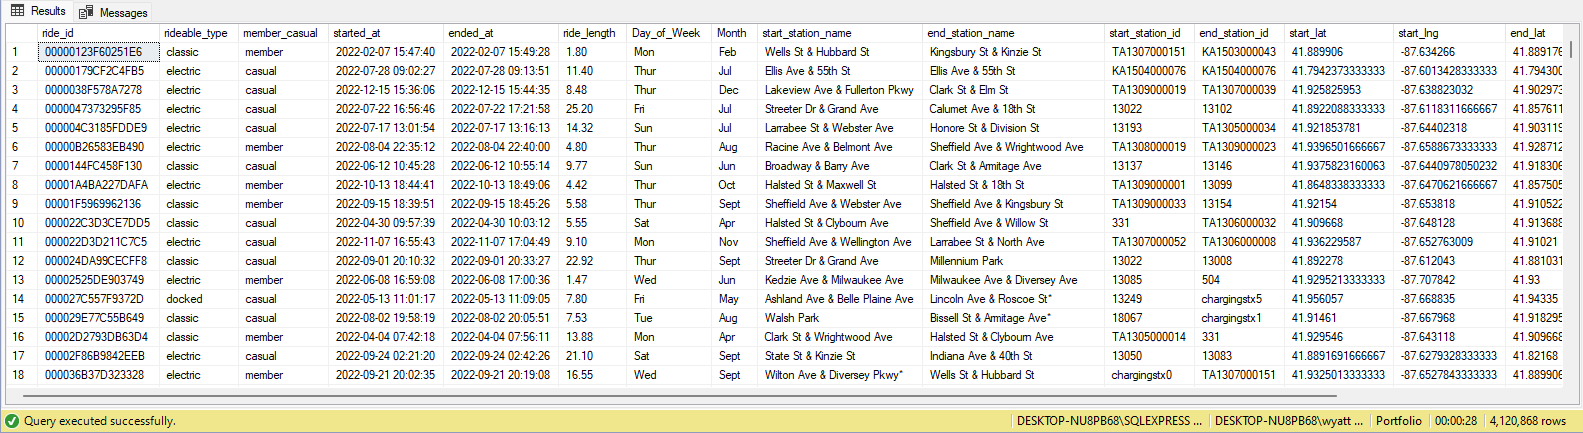 Results Messages
ride_id rideable_type member_casual started_at ended_at ride_length Day_of_Week Month start_station_name end_station_name start_station_id end_station_id start_lat start_lng end_lat
1 00000123F60251E6 classic member 2022-02-07 15:47:40 2022-02-07 15:49:28 1.80 Mon Feb Wells St & Hubbard St Kingsbury St & Kinzie St TA1307000151 KA1503000043 41.889906 -87.634266 41.889176
2 00000179CF2C4FB5 electric casual 2022-07-28 09:02:27 2022-07-28 09:13:51 11.40 Thur Jul Ellis Ave & 55th St Ellis Ave & 55th St KA1504000076 KA1504000076 41.7942373333333 -87.6013428333333 41.794300
3 0000038F578A7278 electric casual 2022-12-15 15:36:06 2022-12-15 15:44:35 8.48 Thur Dec Lakeview Ave & Fullerton Pkwy Clark St & Elm St TA1309000019 TA1307000039 41.925825953 -87.638823032 41.902973
4 0000047373295F85 electric casual 2022-07-22 16:56:46 2022-07-22 17:21:58 25.20 Fri Jul Streeter Dr & Grand Ave Calumet Ave & 18th St 13022 13102 41.8922088333333 -87.6118311666667 41.857611
5 000004C3185FDDE9 electric casual 2022-07-17 13:01:54 2022-07-17 13:16:13 14.32 Sun Jul Larrabee St & Webster Ave Honore St & Division St 13193 TA1305000034 41.921853781 -87.64402318 41.903119
6 00000B26583EB490 electric member 2022-08-04 22:35:12 2022-08-04 22:40:00 4.80 Thur Aug Racine Ave & Belmont Ave Sheffield Ave & Wrightwood Ave TA1308000019 TA1309000023 41.9396501666667 -87.6588673333333 41.928712
7 0000144FC458F130 classic casual 2022-06-12 10:45:28 2022-06-12 10:55:14 9.77 Sun Jun Broadway & Barry Ave Clark St & Armitage Ave 13137 13146 41.9375823160063 -87.6440978050232 41.918306
8 00001A4BA227DAFA electric member 2022-10-13 18:44:41 2022-10-13 18:49:06 4.42 Thur Oct Halsted St & Maxwell St Halsted St & 18th St TA1309000001 13099 41.8648338333333 -87.6470621666667 41.857505
9 00001F5969962136 classic member 2022-09-15 18:39:51 2022-09-15 18:45:26 5.58 Thur Sept Sheffield Ave & Webster Ave Sheffield Ave & Kingsbury St TA1309000033 13154 41.92154 -87.653818 41.910522
10 000022C3D3CE7DD5 classic casual 2022-04-30 09:57:39 2022-04-30 10:03:12 5.55 Sat Apr Halsted St & Clybourn Ave Sheffield Ave & Willow St 331 TA1306000032 41.909668 -87.648128 41.913688
11 000022D3D211C7C5 electric casual 2022-11-07 16:55:43 2022-11-07 17:04:49 9.10 Mon Nov Sheffield Ave & Wellington Ave Larrabee St & North Ave TA1307000052 TA1306000008 41.936229587 -87.652763009 41.91021
12 000024DA99CECFF8 classic casual 2022-09-01 20:10:32 2022-09-01 20:33:27 22.92 Thur Sept Streeter Dr & Grand Ave Millennium Park 13022 13008 41.892278 -87.612043 41.881031
13 00002525DE903749 electric member 2022-06-08 16:59:08 2022-06-08 17:00:36 1.47 Wed Jun Kedzie Ave & Milwaukee Ave Milwaukee Ave & Diversey Ave 13085 504 41.9295213333333 -87.707842 41.93
14 000027C557F9372D docked casual 2022-05-13 11:01:17 2022-05-13 11:09:05 7.80 Fri May Ashland Ave & Belle Plaine Ave Lincoln Ave & Roscoe St* 13249 chargingstx5 41.956057 -87.668835 41.94335
15 000029E77C55B649 classic casual 2022-08-02 19:58:19 2022-08-02 20:05:51 7.53 Tue Aug Walsh Park Bissell St & Armitage Ave* 18067 chargingstx1 41.91461 -87.667968 41.918295
16 00002D2793DB63D4 classic member 2022-04-04 07:42:18 2022-04-04 07:56:11 13.88 Mon Apr Clark St & Wrightwood Ave Halsted St & Clybourn Ave TA1305000014 331 41.929546 -87.643118 41.909668
17 00002F86B9842EEB electric casual 2022-09-24 02:21:20 2022-09-24 02:42:26 21.10 Sat Sept State St & Kinzie St Indiana Ave & 40th St 13050 13083 41.8891691666667 -87.6279328333333 41.82168
18 000036B37D323328 electric member 2022-09-21 20:02:35 2022-09-21 20:19:08 16.55 Wed Sept Wilton Ave & Diversey Pkwy* Wells St & Hubbard St chargingstx0 TA1307000151 41.9325013333333 -87.6527843333333 41.889906
Query executed successfully. DESKTOP-NU8PB68\SQLEXPRESS ... DESKTOP-NU8PB68\wyatt ... Portfolio 00:00:28 4,120,868 rows